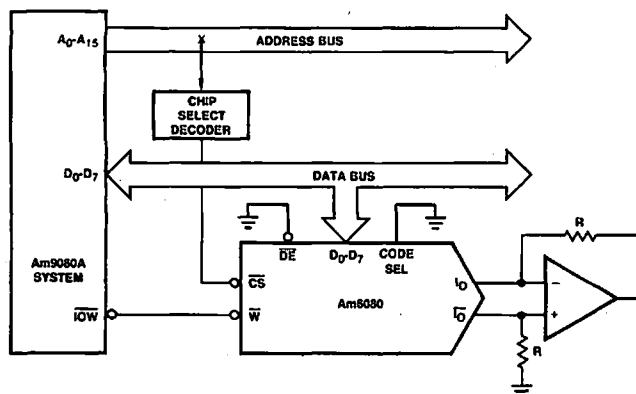 A0-A15
ADDRESS BUS
CHIP
SELECT
DECODER
D0-D7
DATA BUS
Am9080A
SYSTEM
DE
D0-D7
CODE
SEL
CS
Am6080
IO
IOW
W
IO
R
-
+
R